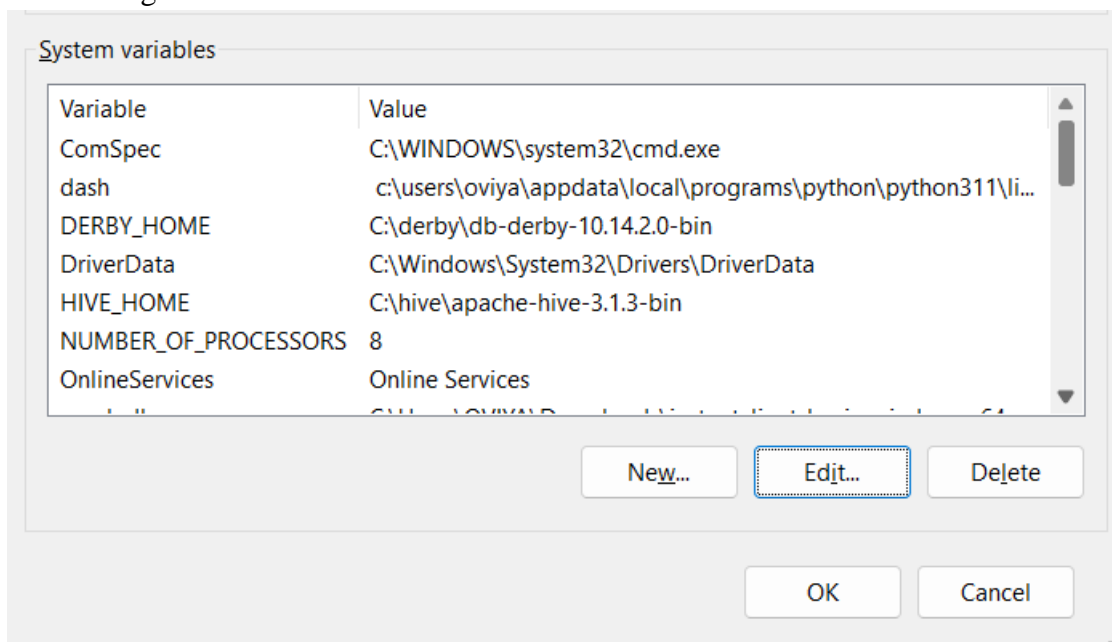 System variables
Variable Value
ComSpec C:\WINDOWS\system32\cmd.exe
dash c:\users\oviya\appdata\local\programs\python\python311\li...
DERBY_HOME C:\derby\db-derby-10.14.2.0-bin
DriverData C:\Windows\System32\Drivers\DriverData
HIVE_HOME C:\hive\apache-hive-3.1.3-bin
NUMBER_OF_PROCESSORS 8
OnlineServices Online Services
New... Edit... Delete
OK Cancel